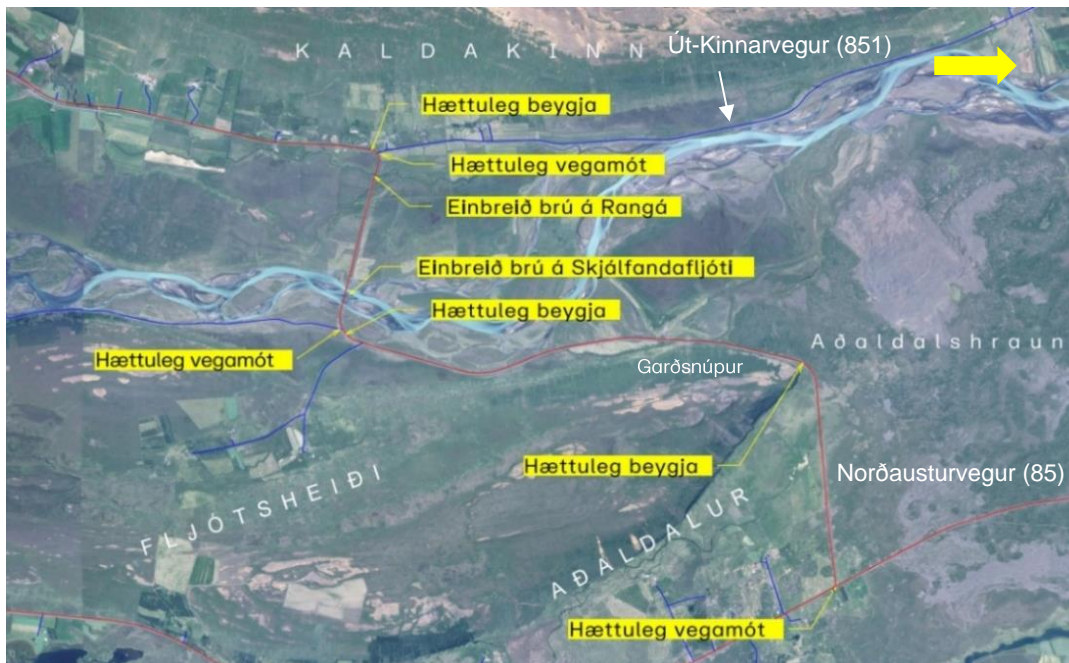 KALDAKINN
Út-Kinnarvegur (851)
Hættuleg beygja
Hættuleg vegamót
Einbreið brú á Rangá
Einbreið brú á Skjálfandafljóti
Hættuleg beygja
Hættuleg vegamót
Aðaldalshraun
Garðsnúpur
Hættuleg beygja
Norðausturvegur (85)
FLJÓTSHEIÐI
AÐALDALUR
Hættuleg vegamót